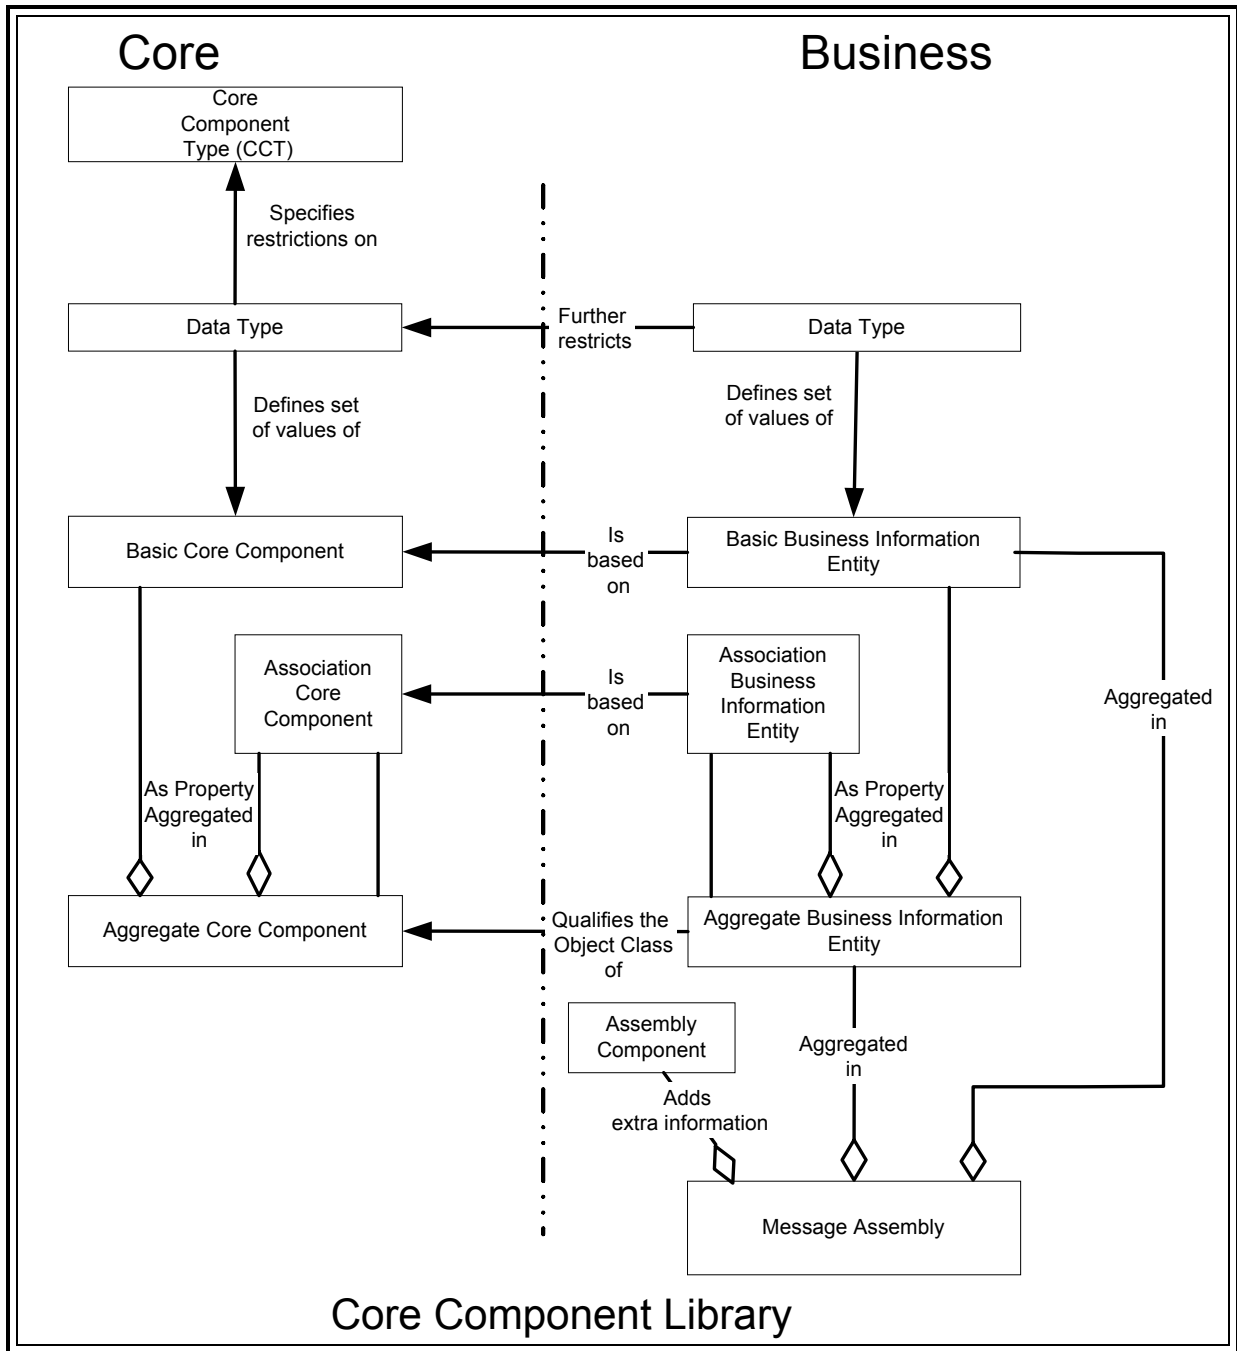 Core
Business
Core
Component
Type (CCT)
Specifies
restrictions on
Data Type
Further
restricts
Data Type
Defines set
of values of
Defines set
of values of
Basic Core Component
Is
based
on
Basic Business Information
Entity
Association
Core
Component
Is
based
on
Association
Business
Information
Entity
Aggregated
in
As Property
Aggregated
in
As Property
Aggregated
in
Aggregate Core Component
Qualifies the
Object Class
of
Aggregate Business Information
Entity
Assembly
Component
Aggregated
in
Adds
extra information
Message Assembly
Core Component Library